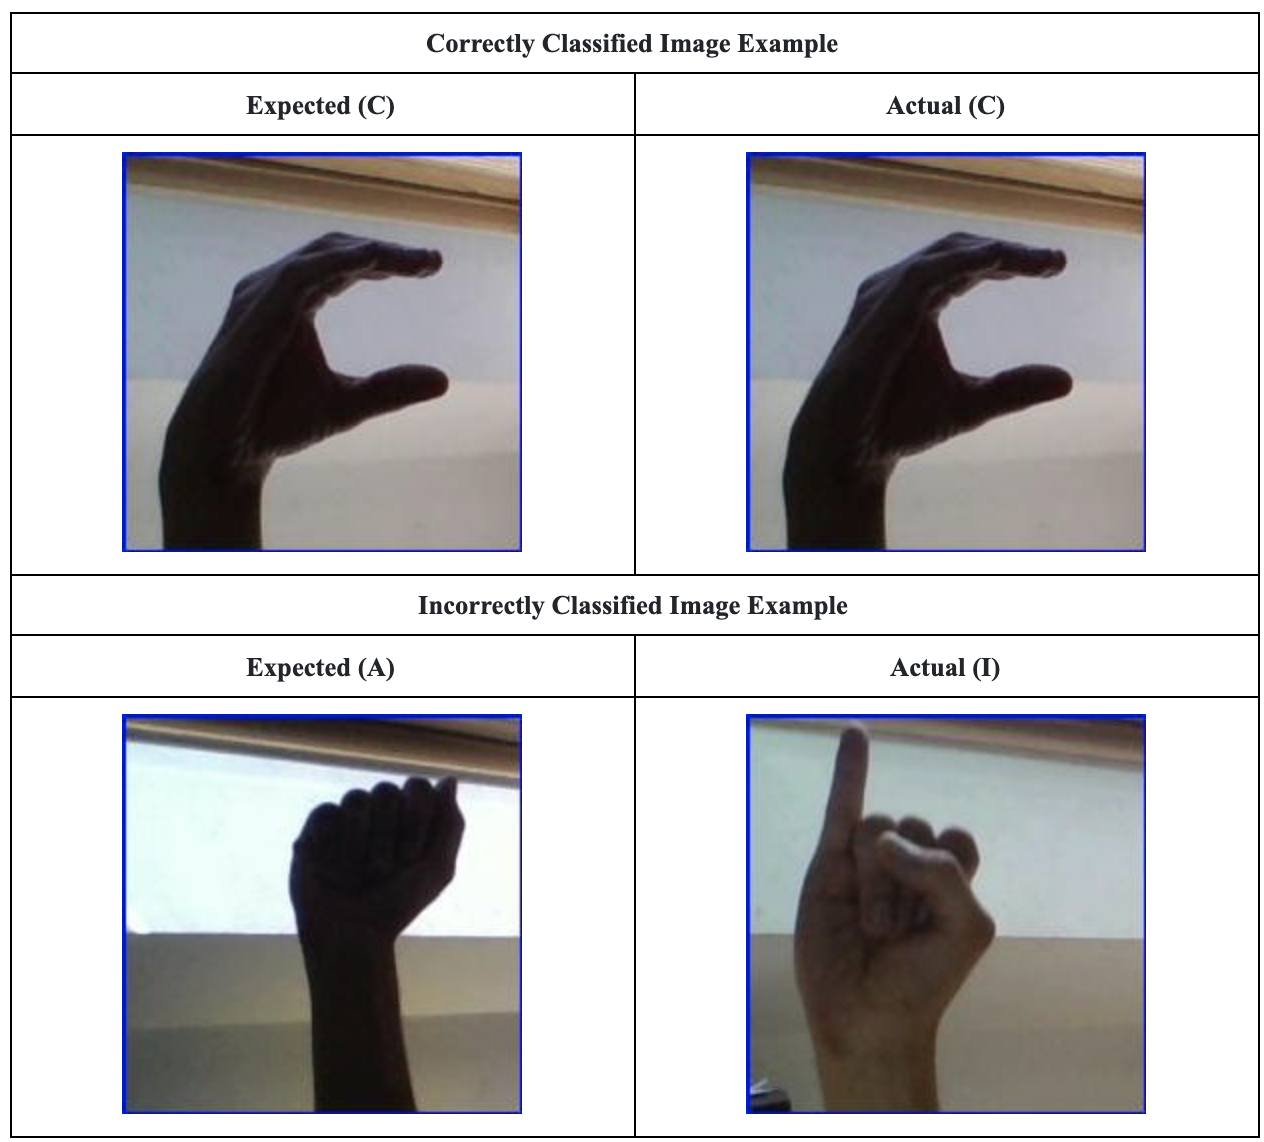 Correctly Classified Image Example
Expected (C)
Actual (C)
Incorrectly Classified Image Example
Expected (A)
Actual (I)